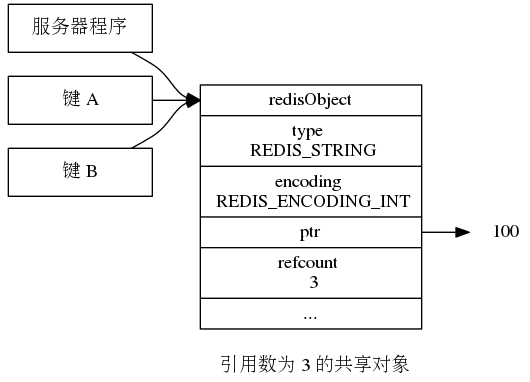 服务器程序
键 A
键 B
redisObject
type
REDIS_STRING
encoding
REDIS_ENCODING_INT
ptr
100
refcount
3
...
引用数为 3 的共享对象